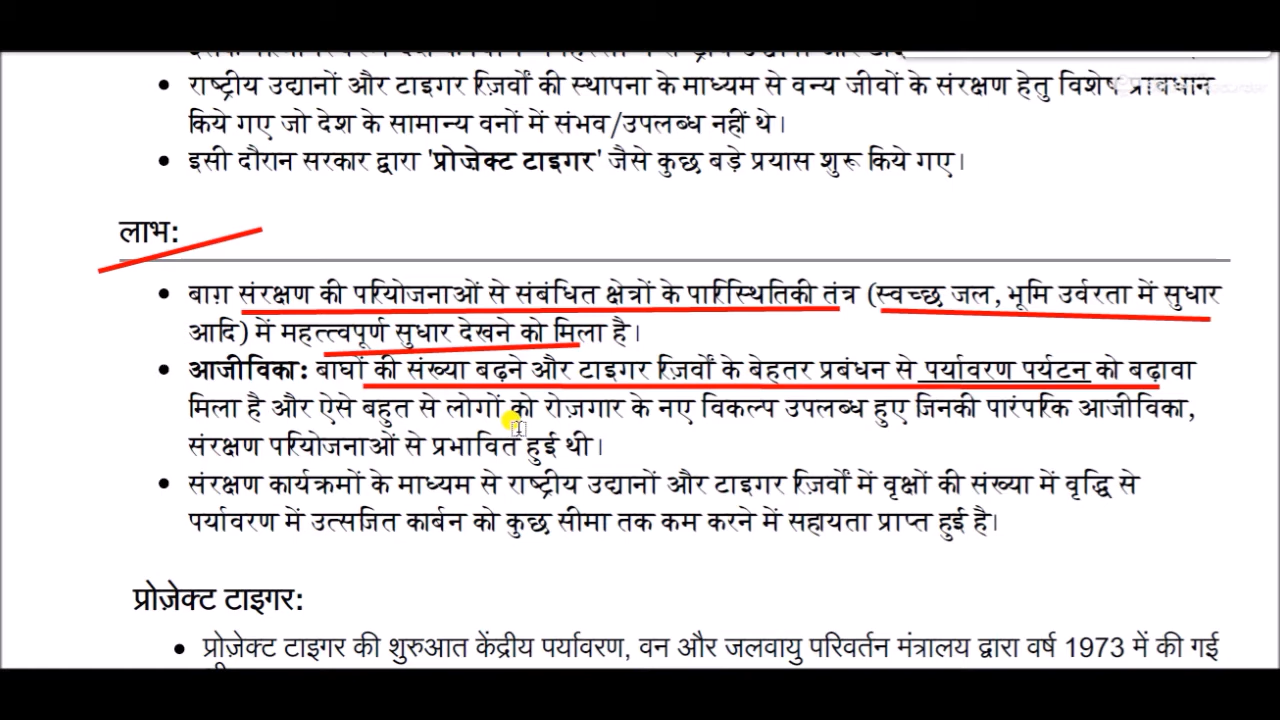 राष्ट्रीय उद्यानों और टाइगर रिज़र्वों की स्थापना के माध्यम से वन्य जीवों के संरक्षण हेतु विशेष प्रावधान
किये गए जो देश के सामान्य वनों में संभव/उपलब्ध नहीं थे।
इसी दौरान सरकार द्वारा 'प्रोजेक्ट टाइगर' जैसे कुछ बड़े प्रयास शुरू किये गए।
लाभ:
बाग़ संरक्षण की परियोजनाओं से संबंधित क्षेत्रों के पारिस्थितिकी तंत्र (स्वच्छ जल, भूमि उर्वरता में सुधार
आदि) में महत्त्वपूर्ण सुधार देखने को मिला है।
आजीविका: बाघों की संख्या बढ़ने और टाइगर रिज़र्वों के बेहतर प्रबंधन से पर्यावरण पर्यटन को बढ़ावा
मिला है और ऐसे बहुत से लोगों को रोज़गार के नए विकल्प उपलब्ध हुए जिनकी पारंपरिक आजीविका,
संरक्षण परियोजनाओं से प्रभावित हुई थी।
संरक्षण कार्यक्रमों के माध्यम से राष्ट्रीय उद्यानों और टाइगर रिज़र्वों में वृक्षों की संख्या में वृद्धि से
पर्यावरण में उत्सर्जित कार्बन को कुछ सीमा तक कम करने में सहायता प्राप्त हुई है।
प्रोज़ेक्ट टाइगर:
प्रोज़ेक्ट टाइगर की शुरुआत केंद्रीय पर्यावरण, वन और जलवायु परिवर्तन मंत्रालय द्वारा वर्ष 1973 में की गई